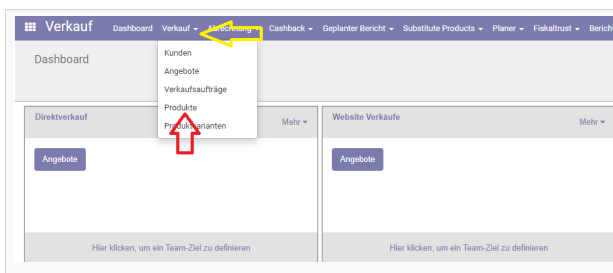 Verkauf Dashboard Verkauf Abrechnung Cashback Geplanter Bericht Substitute Products Planer Fiskaltrust
Dashboard
Kunden
Angebote
Verkaufsaufträge
Produkte
Produktvarianten
Direktverkauf Mehr Website Verkäufe Mehr
Angebote Angebote
Hier klicken, um ein Team-Ziel zu definieren Hier klicken, um ein Team-Ziel zu definieren